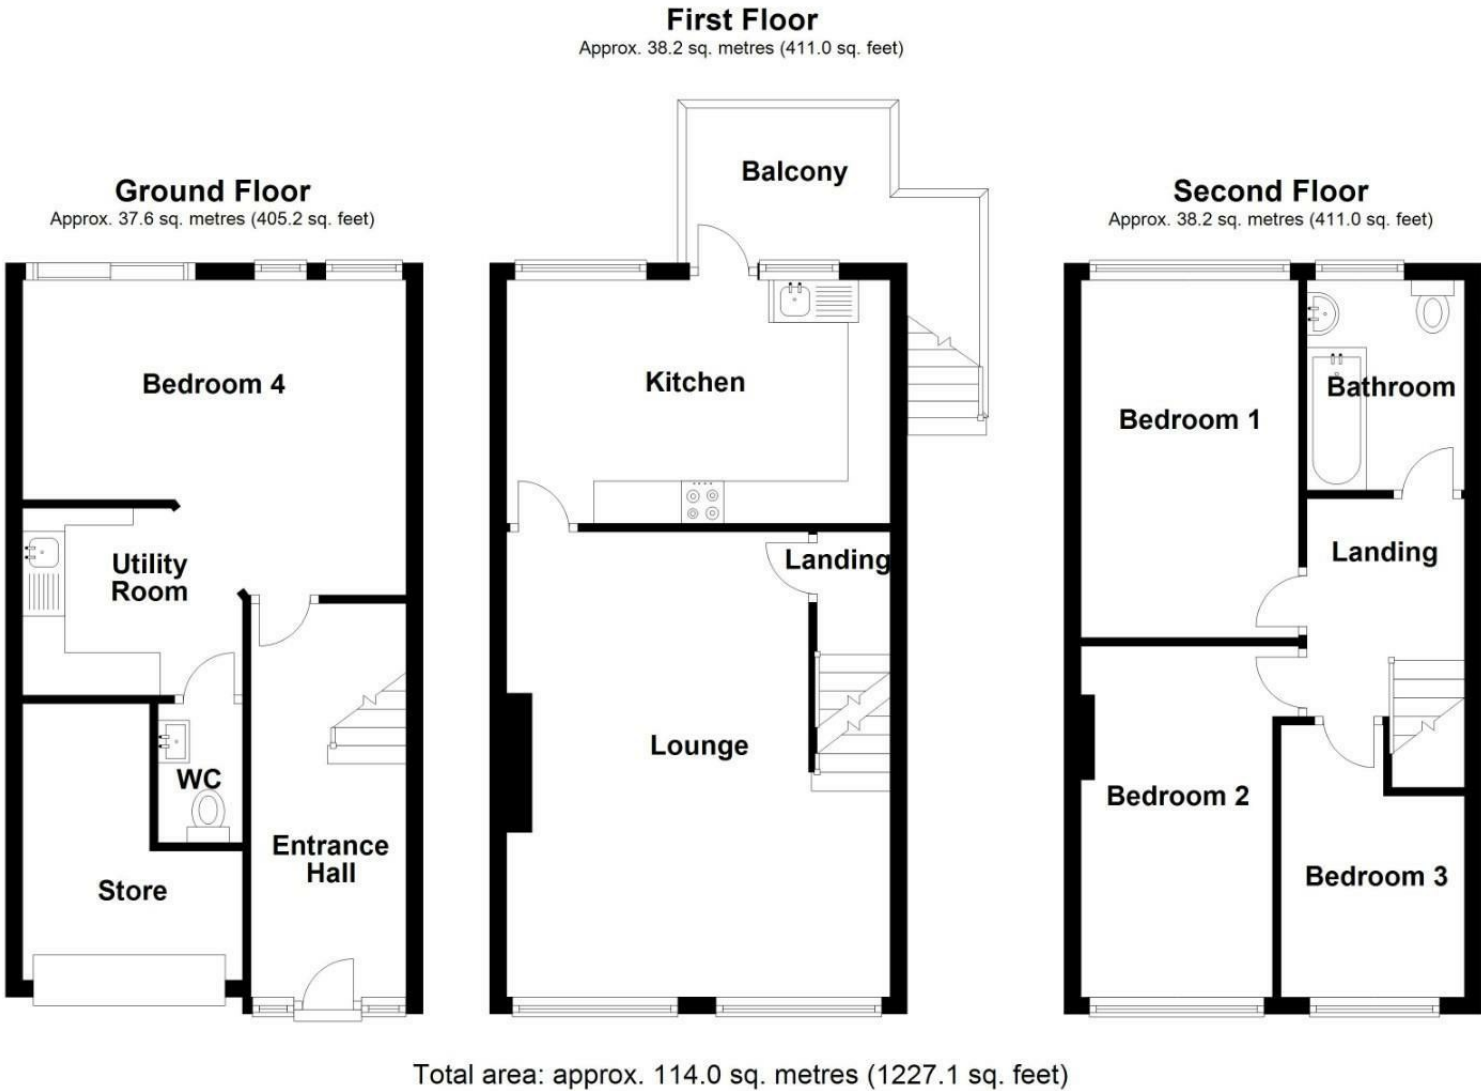 First Floor
Approx. 38.2 sq. metres (411.0 sq. feet)
Balcony
Kitchen
Landing
Lounge
Ground Floor
Approx. 37.6 sq. metres (405.2 sq. feet)
Bedroom 4
Utility
Room
WC
Entrance
Hall
Store
Second Floor
Approx. 38.2 sq. metres (411.0 sq. feet)
Bedroom 1
Bathroom
Landing
Bedroom 2
Bedroom 3
Total area: approx. 114.0 sq. metres (1227.1 sq. feet)